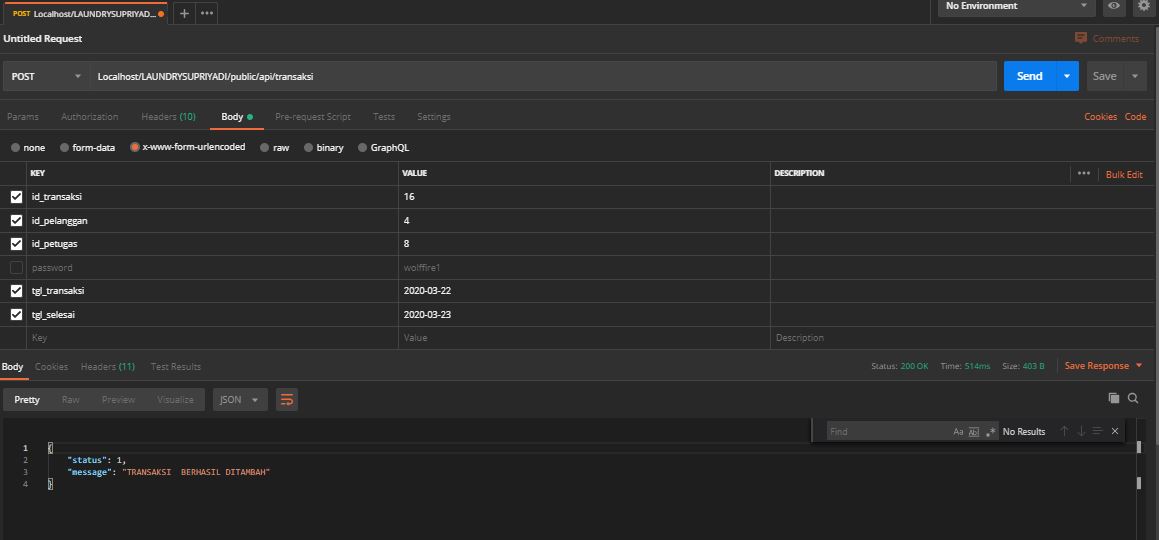 POST Localhost/LAUNDRYSUPRIYAD... + ••• No Environment
Untitled Request Comments
POST Localhost/LAUNDRYSUPRIYADI/public/api/transaksi Send Save
Params Authorization Headers (10) Body Pre-request Script Tests Settings Cookies Code
none form-data x-www-form-urlencoded raw binary GraphQL
KEY VALUE DESCRIPTION ••• Bulk Edit
id_transaksi 16
id_pelanggan 4
id_petugas 8
password wolffire1
tgl_transaksi 2020-03-22
tgl_selesai 2020-03-23
Key Value Description
Body Cookies Headers (11) Test Results Status: 200 OK Time: 514ms Size: 403 B Save Response
Pretty Raw Preview Visualize JSON
Find Aa Abl .* No Results
1 {
2 "status": 1,
3 "message": "TRANSAKSI  BERHASIL DITAMBAH"
4 }